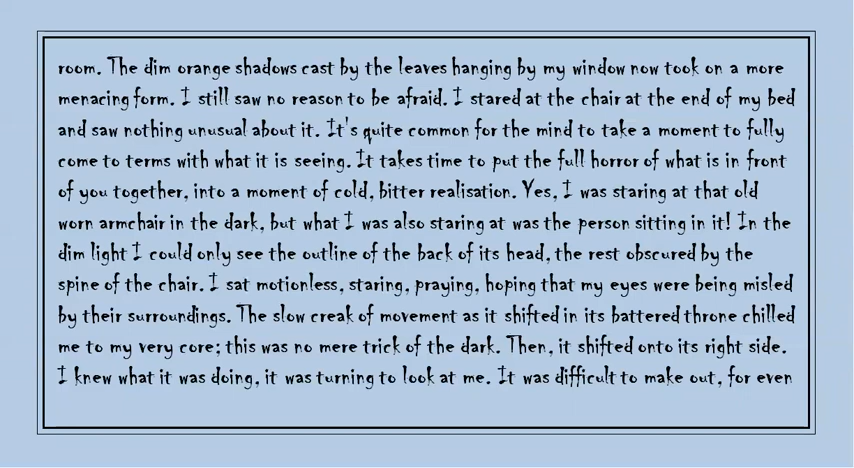 room. The dim orange shadows cast by the leaves hanging by my window now took on a more
menacing form. I still saw no reason to be afraid. I stared at the chair at the end of my bed
and saw nothing unusual about it. It's quite common for the mind to take a moment to fully
come to terms with what it is seeing. It takes time to put the full horror of what is in front
of you together, into a moment of cold, bitter realisation. Yes, I was staring at that old
worn armchair in the dark, but what I was also staring at was the person sitting in it! In the
dim light I could only see the outline of the back of its head, the rest obscured by the
spine of the chair. I sat motionless, staring, praying, hoping that my eyes were being misled
by their surroundings. The slow creak of movement as it shifted in its battered throne chilled
me to my very core; this was no mere trick of the dark. Then, it shifted onto its right side.
I knew what it was doing, it was turning to look at me. It was difficult to make out, for even